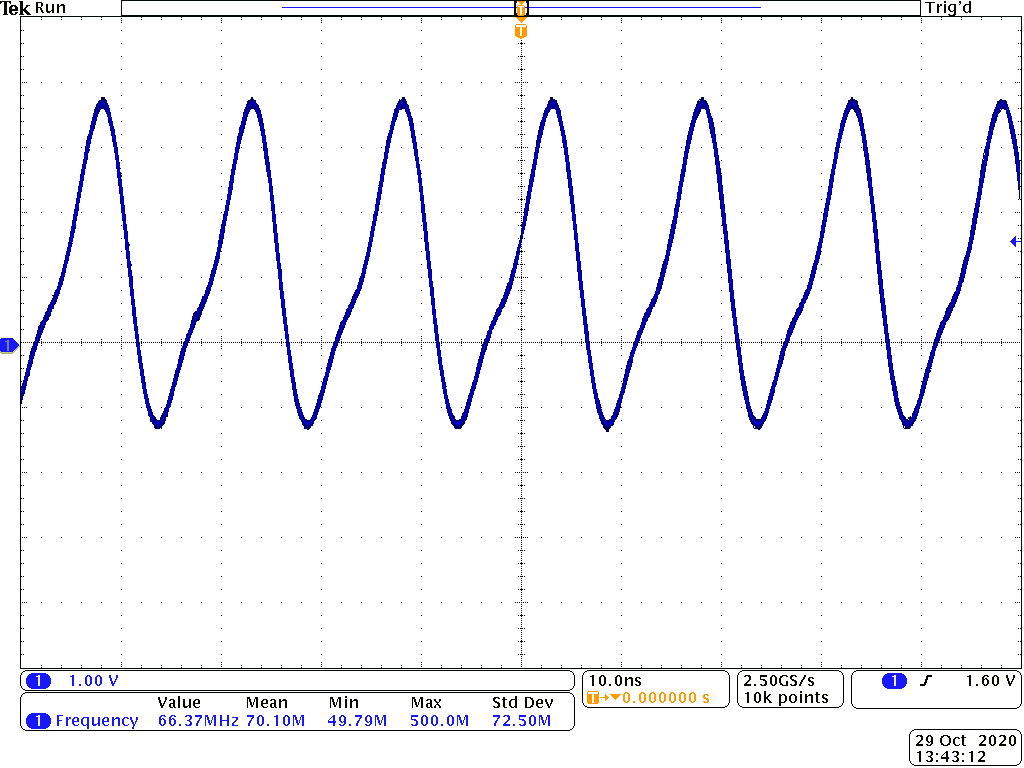 Tek Run Trig'd
T
T
1
1 1.00 V
10.0ns
T→▼0.000000 s
2.50GS/s
10k points
1 ʃ 1.60 V
Value Mean Min Max Std Dev
1 Frequency 66.37MHz 70.10M 49.79M 500.0M 72.50M
29 Oct 2020
13:43:12